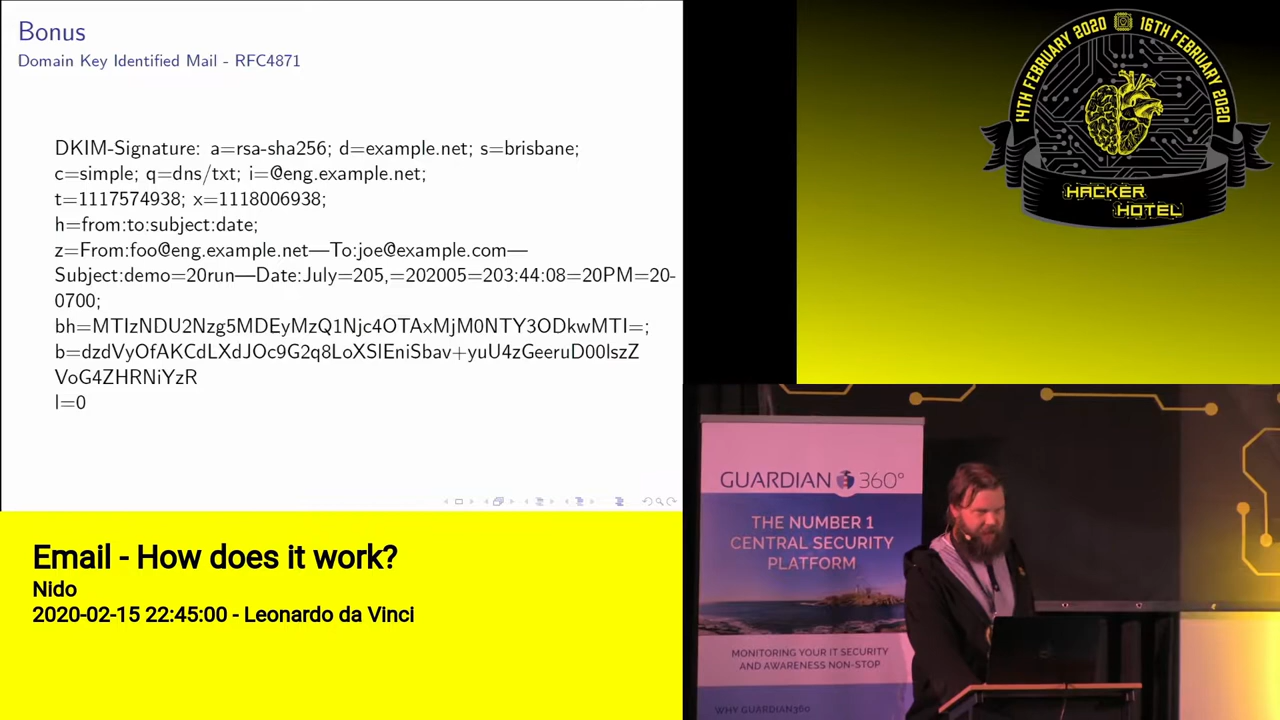 Bonus
Domain Key Identified Mail - RFC4871
DKIM-Signature: a=rsa-sha256; d=example.net; s=brisbane;
c=simple; q=dns/txt; i=@eng.example.net;
t=1117574938; x=1118006938;
h=from:to:subject:date;
z=From:foo@eng.example.net—To:joe@example.com—
Subject:demo=20run—Date:July=205,=202005=203:44:08=20PM=20-
0700;
bh=MTIzNDU2Nzg5MDEyMzQ1Njc4OTAxMjM0NTY3ODkwMTI=;
b=dzdVyOfAKCdLXdJOc9G2q8LoXSlEniSbav+yuU4zGeeruD00lszZ
VoG4ZHRNiYzR
l=0
14TH FEBRUARY 2020 16TH FEBRUARY 2020
HACKER
HOTEL
GUARDIAN 360°
THE NUMBER 1
CENTRAL SECURITY
PLATFORM
MONITORING YOUR IT SECURITY
AND AWARENESS NON-STOP
WHY GUARDIAN360
Email - How does it work?
Nido
2020-02-15 22:45:00 - Leonardo da Vinci